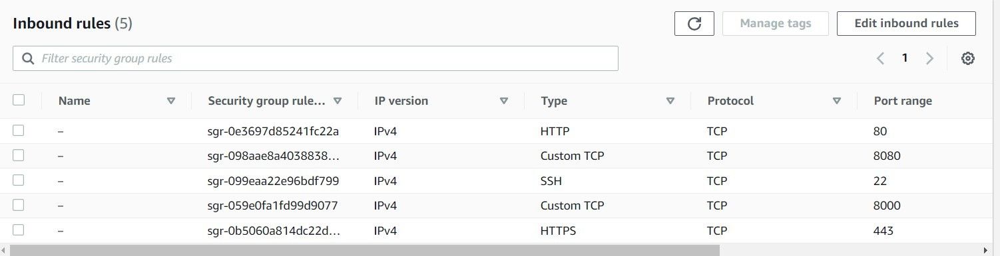 Inbound rules (5)
Manage tags
Edit inbound rules
Filter security group rules
1
Name Security group rule... IP version Type Protocol Port range
– sgr-0e3697d85241fc22a IPv4 HTTP TCP 80
– sgr-098aae8a4038838... IPv4 Custom TCP TCP 8080
– sgr-099eaa22e96bdf799 IPv4 SSH TCP 22
– sgr-059e0fa1fd99d9077 IPv4 Custom TCP TCP 8000
– sgr-0b5060a814dc22d... IPv4 HTTPS TCP 443